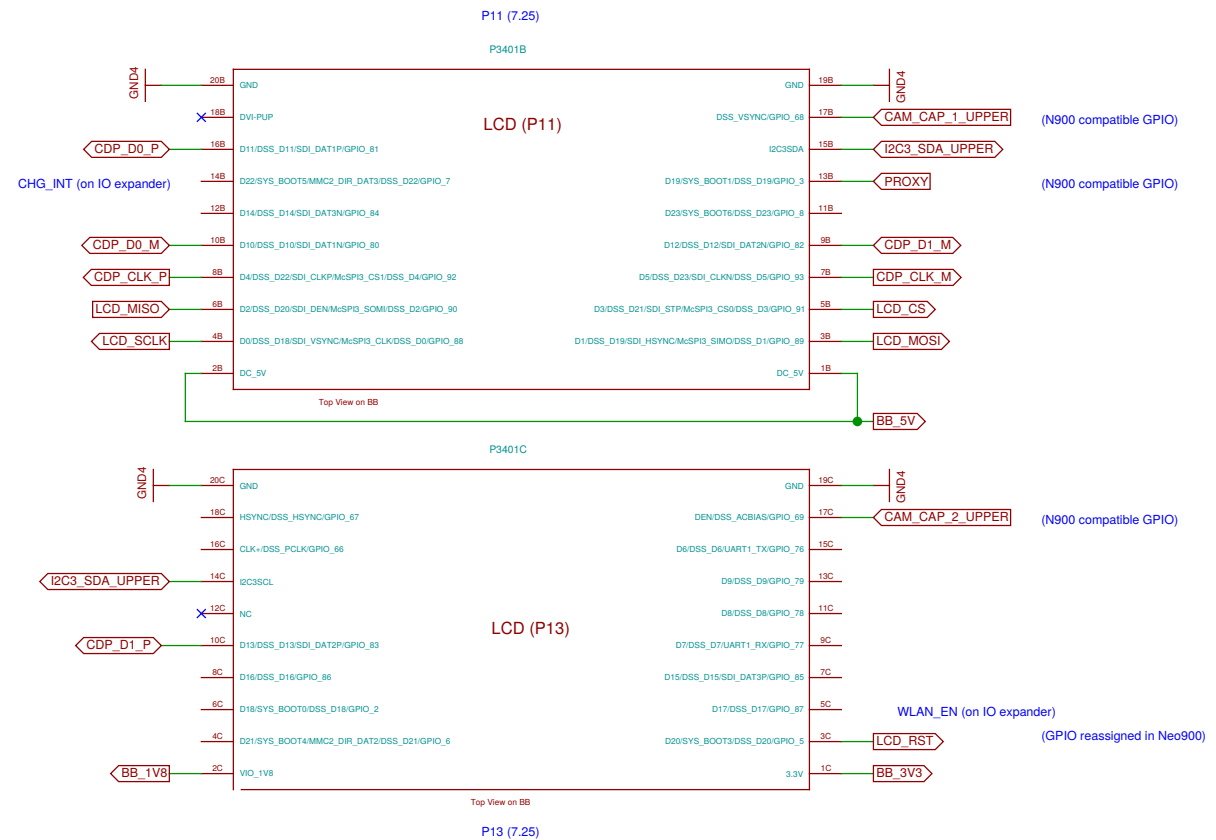 P11 (7.25)
P3401B
GND4 20B GND GND 19B GND4
18B DVI-PUP LCD (P11) DSS_VSYNC/GPIO_68 17B CAM_CAP_1_UPPER (N900 compatible GPIO)
CDP_D0_P 16B D11/DSS_D11/SDI_DAT1P/GPIO_81 I2C3SDA 15B I2C3_SDA_UPPER
CHG_INT (on IO expander) 14B D22/SYS_BOOT5/MMC2_DIR_DAT3/DSS_D22/GPIO_7 D19/SYS_BOOT1/DSS_D19/GPIO_3 13B PROXY (N900 compatible GPIO)
12B D14/DSS_D14/SDI_DAT3N/GPIO_84 D23/SYS_BOOT6/DSS_D23/GPIO_8 11B
CDP_D0_M 10B D10/DSS_D10/SDI_DAT1N/GPIO_80 D12/DSS_D12/SDI_DAT2N/GPIO_82 9B CDP_D1_M
CDP_CLK_P 8B D4/DSS_D22/SDI_CLKP/McSPI3_CS1/DSS_D4/GPIO_92 D5/DSS_D23/SDI_CLKN/DSS_D5/GPIO_93 7B CDP_CLK_M
LCD_MISO 6B D2/DSS_D20/SDI_DEN/McSPI3_SOMI/DSS_D2/GPIO_90 D3/DSS_D21/SDI_STP/McSPI3_CS0/DSS_D3/GPIO_91 5B LCD_CS
LCD_SCLK 4B D0/DSS_D18/SDI_VSYNC/McSPI3_CLK/DSS_D0/GPIO_88 D1/DSS_D19/SDI_HSYNC/McSPI3_SIMO/DSS_D1/GPIO_89 3B LCD_MOSI
2B DC_5V DC_5V 1B
Top View on BB
BB_5V
P3401C
GND4 20C GND GND 19C GND4
18C HSYNC/DSS_HSYNC/GPIO_67 DEN/DSS_ACBIAS/GPIO_69 17C CAM_CAP_2_UPPER (N900 compatible GPIO)
16C CLK+/DSS_PCLK/GPIO_66 D6/DSS_D6/UART1_TX/GPIO_76 15C
I2C3_SDA_UPPER 14C I2C3SCL D9/DSS_D9/GPIO_79 13C
12C NC LCD (P13) D8/DSS_D8/GPIO_78 11C
CDP_D1_P 10C D13/DSS_D13/SDI_DAT2P/GPIO_83 D7/DSS_D7/UART1_RX/GPIO_77 9C
8C D16/DSS_D16/GPIO_86 D15/DSS_D15/SDI_DAT3P/GPIO_85 7C
6C D18/SYS_BOOT0/DSS_D18/GPIO_2 D17/DSS_D17/GPIO_87 5C WLAN_EN (on IO expander)
4C D21/SYS_BOOT4/MMC2_DIR_DAT2/DSS_D21/GPIO_6 D20/SYS_BOOT3/DSS_D20/GPIO_5 3C LCD_RST (GPIO reassigned in Neo900)
BB_1V8 2C VIO_1V8 3.3V 1C BB_3V3
Top View on BB
P13 (7.25)